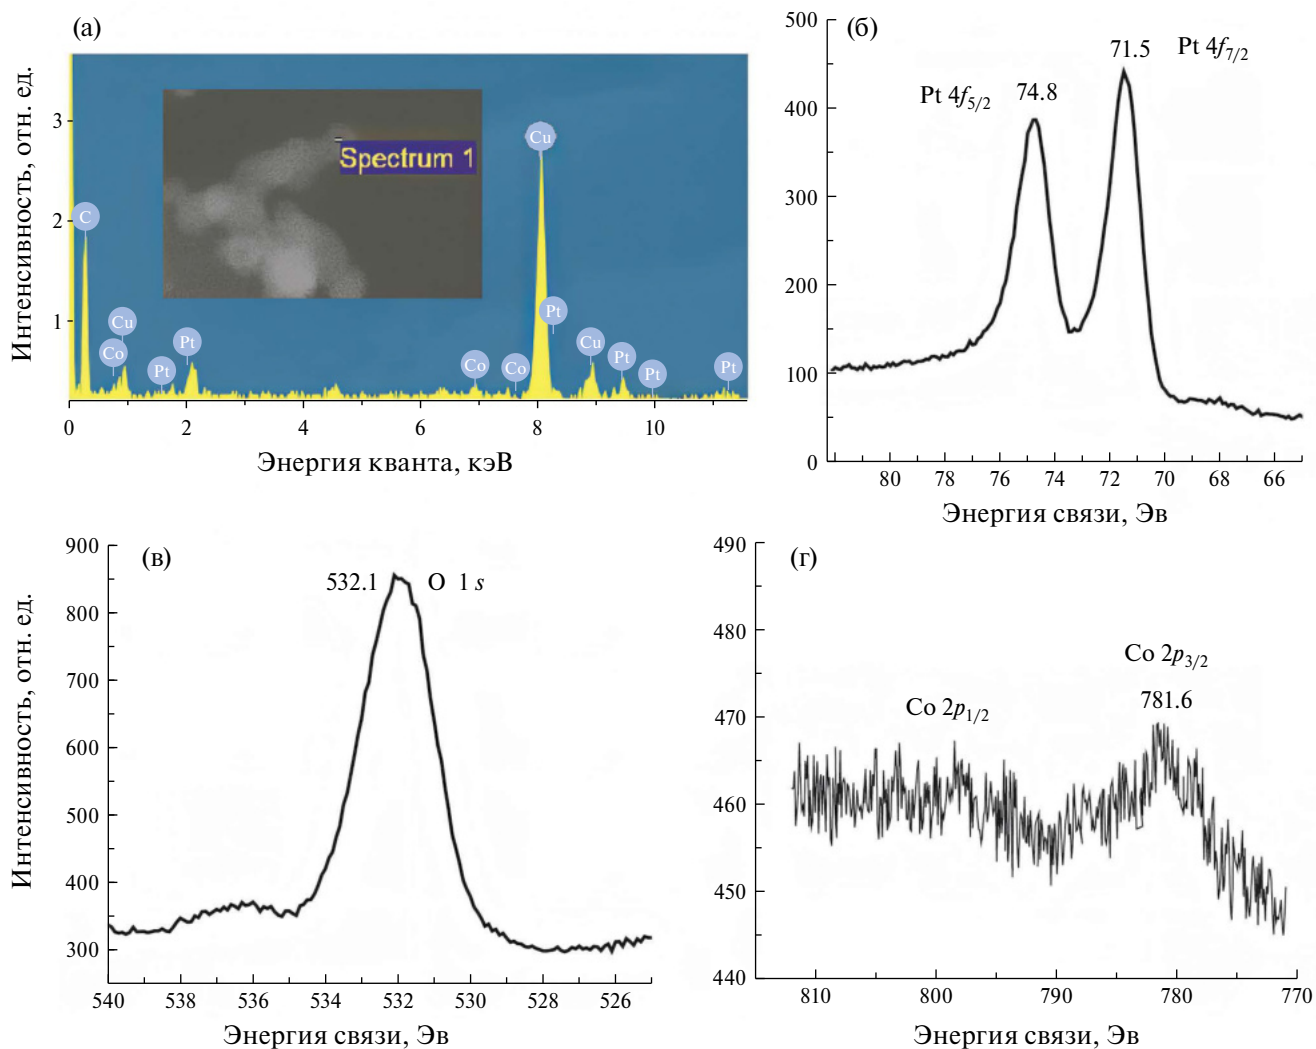 (а)
Интенсивность, отн. ед.
3
2
1
C
Co
Cu
Pt
Pt
Spectrum 1
Co
Co
Cu
Pt
Cu
Pt
Pt
Pt
0 2 4 6 8 10
Энергия кванта, кэВ
(б)
500
400
300
200
100
0
Pt 4f5/2 74.8
71.5 Pt 4f7/2
80 78 76 74 72 70 68 66
Энергия связи, Эв
(в)
Интенсивность, отн. ед.
900
800
700
600
500
400
300
532.1 O 1s
540 538 536 534 532 530 528 526
Энергия связи, Эв
(г)
490
480
470
460
450
440
Co 2p1/2
Co 2p3/2
781.6
810 800 790 780 770
Энергия связи, Эв